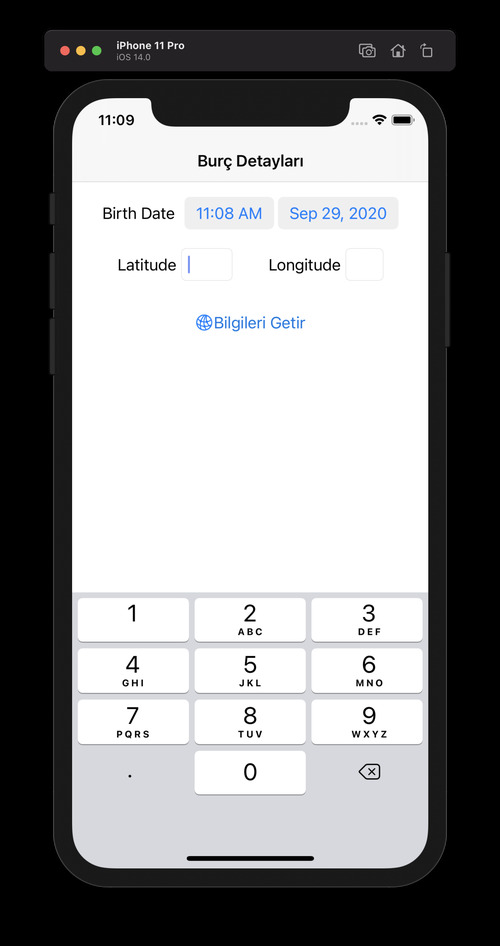 iPhone 11 Pro
iOS 14.0
11:09
Burç Detayları
Birth Date 11:08 AM Sep 29, 2020
Latitude Longitude
Bilgileri Getir
1 2 3
ABC DEF
4 5 6
GHI JKL MNO
7 8 9
PQRS TUV WXYZ
. 0